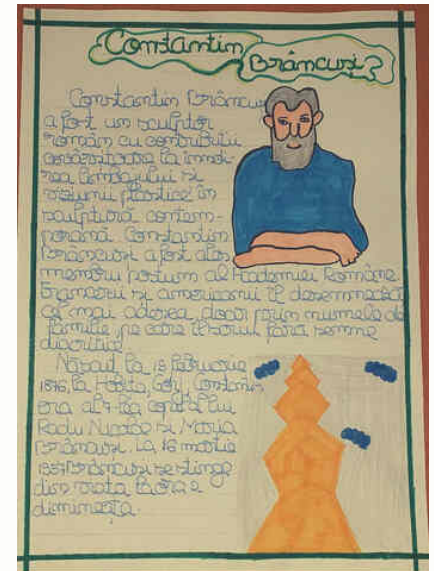 Constantin
Brâncuși?
Constantin Brâncuși
a fost un sculptor
român cu contribuții
covârșitoare la înnoi-
rea limbajului și
viziunii plastice în
sculptura contem-
porană. Constantin
Brâncuși a fost ales
membru postum al Academiei Române.
Francezii și americanii îl desemnează
cel mai adesea, doar prin numele de
familie, pe care îl scriu fără semne
diacritice.
Născut la 19 februarie
1876, la Hobița, Gorj, Constantin
era al 7-lea copil al lui
Radu Nicolae și Maria
Brâncuși. La 16 martie
1957 Brâncuși se stinge
din viață la ora 2
dimineața.